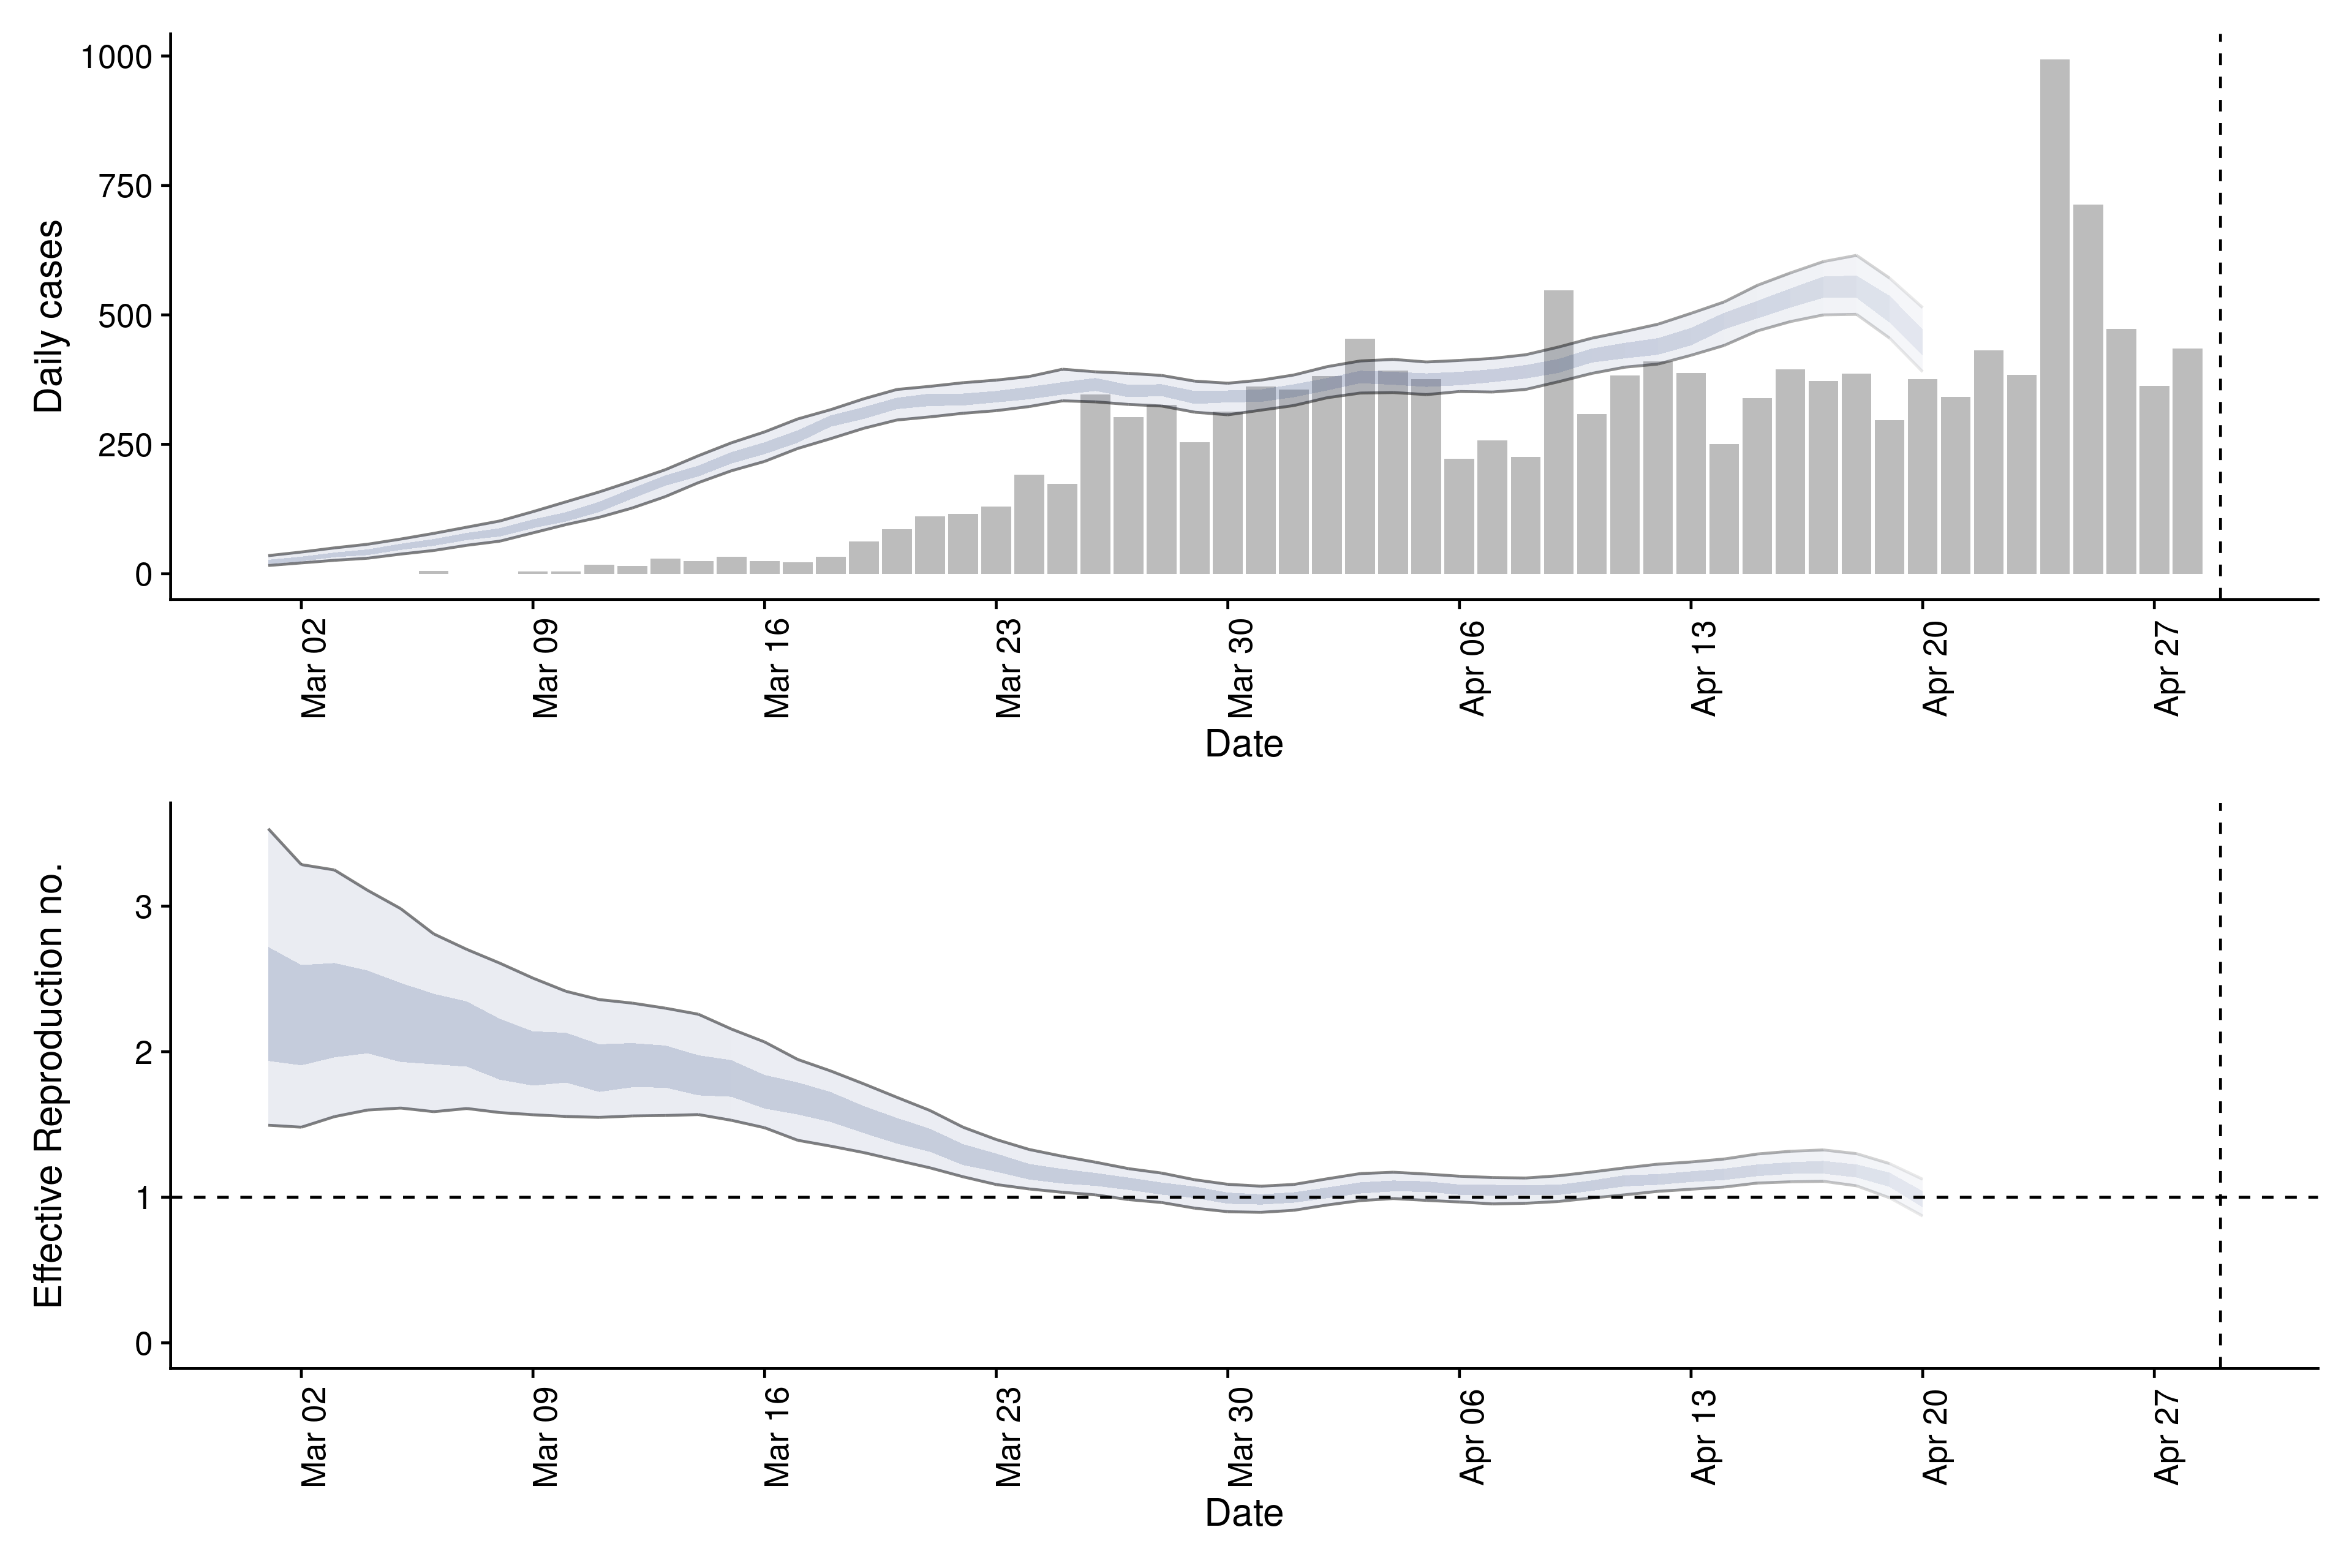 Daily cases
1000
750
500
250
0
Mar 02
Mar 09
Mar 16
Mar 23
Mar 30
Apr 06
Apr 13
Apr 20
Apr 27
Date
Effective Reproduction no.
3
2
1
0
Mar 02
Mar 09
Mar 16
Mar 23
Mar 30
Apr 06
Apr 13
Apr 20
Apr 27
Date